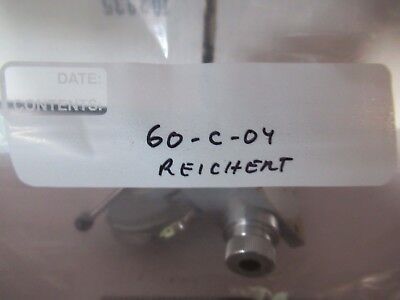 DATE:
CONTENTS:
60-C-04
REICHERT